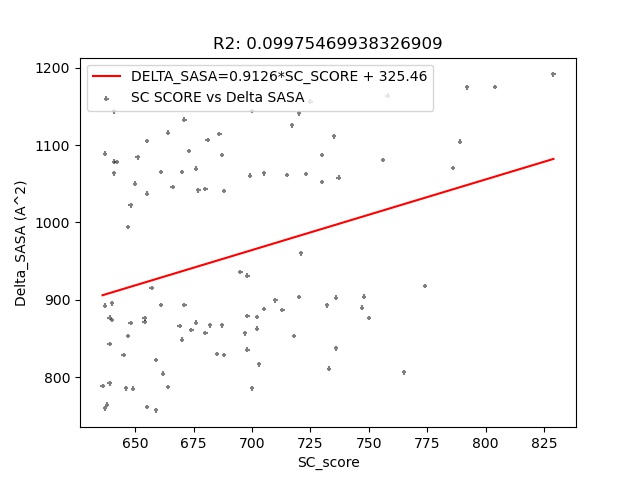 R2: 0.09975469938326909
DELTA_SASA=0.9126*SC_SCORE + 325.46
SC SCORE vs Delta SASA
Delta_SASA (A^2)
1200
1100
1000
900
800
650
675
700
725
750
775
800
825
SC_score